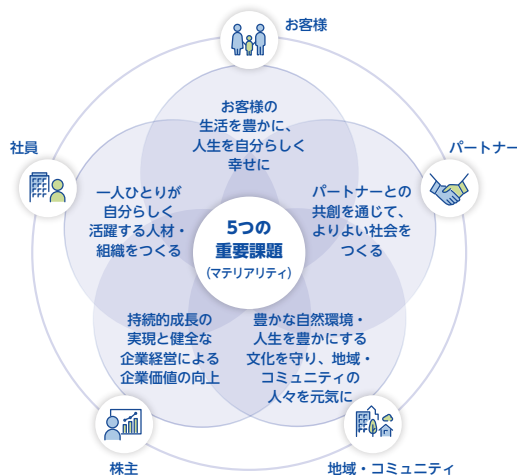 お客様
お客様の
生活を豊かに、
人生を自分らしく
幸せに
社員
一人ひとりが
自分らしく
活躍する人材・
組織をつくる
パートナー
パートナーとの
共創を通じて、
よりよい社会を
つくる
5つの
重要課題
（マテリアリティ）
持続的成長の
実現と健全な
企業経営による
企業価値の向上
豊かな自然環境・
人生を豊かにする
文化を守り、地域・
コミュニティの
人々を元気に
株主
地域・コミュニティ